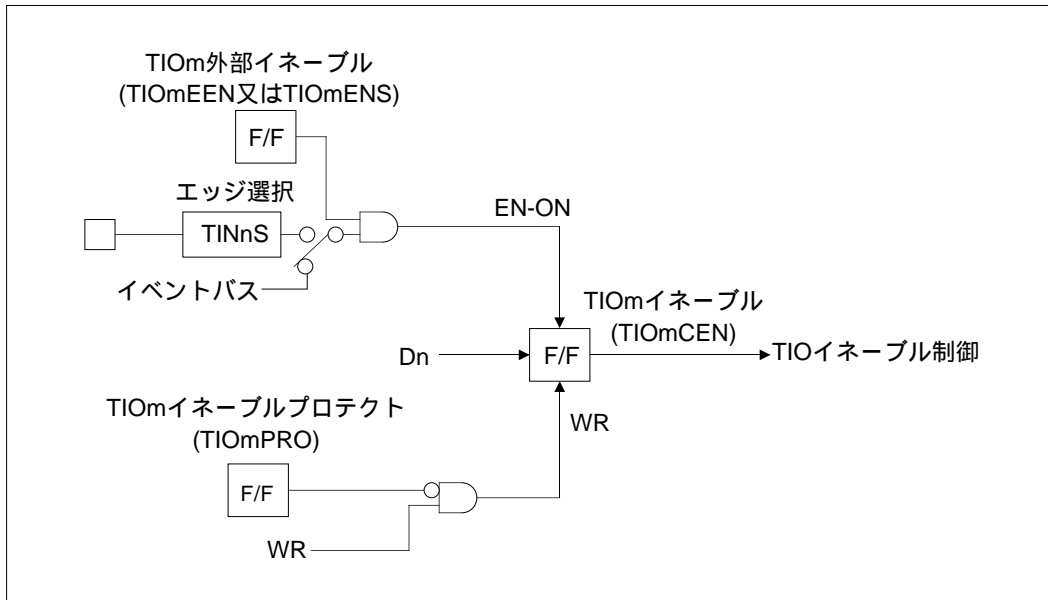 TIOm外部イネーブル
(TIOmEEN又はTIOmENS)
F/F
エッジ選択
TINnS
EN-ON
イベントバス
TIOmイネーブル
(TIOmCEN)
Dn
F/F
TIOイネーブル制御
TIOmイネーブルプロテクト
(TIOmPRO)
WR
F/F
WR